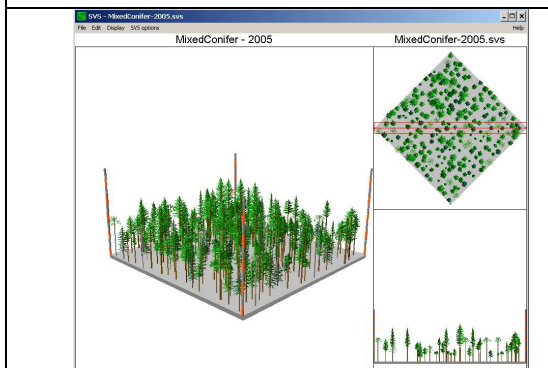 SVS - MixedConifer-2005.svs
File Edit Display SVS options Help
MixedConifer - 2005 MixedConifer-2005.svs